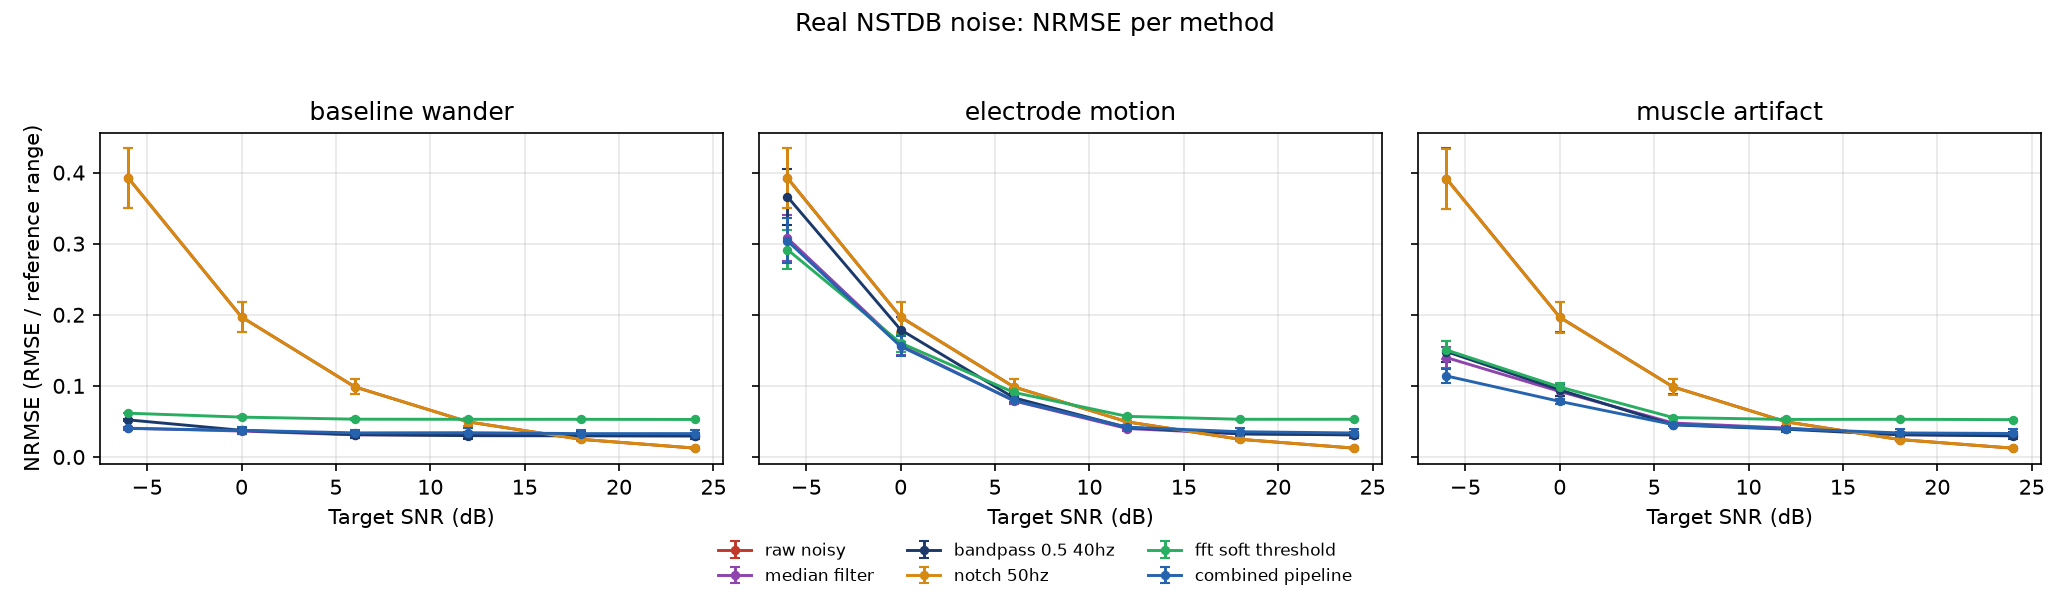 Real NSTDB noise: NRMSE per method
baseline wander
electrode motion
muscle artifact
NRMSE (RMSE / reference range)
0.4
0.3
0.2
0.1
0.0
−5 0 5 10 15 20 25
−5 0 5 10 15 20 25
−5 0 5 10 15 20 25
Target SNR (dB)
Target SNR (dB)
Target SNR (dB)
raw noisy
median filter
bandpass 0.5 40hz
notch 50hz
fft soft threshold
combined pipeline